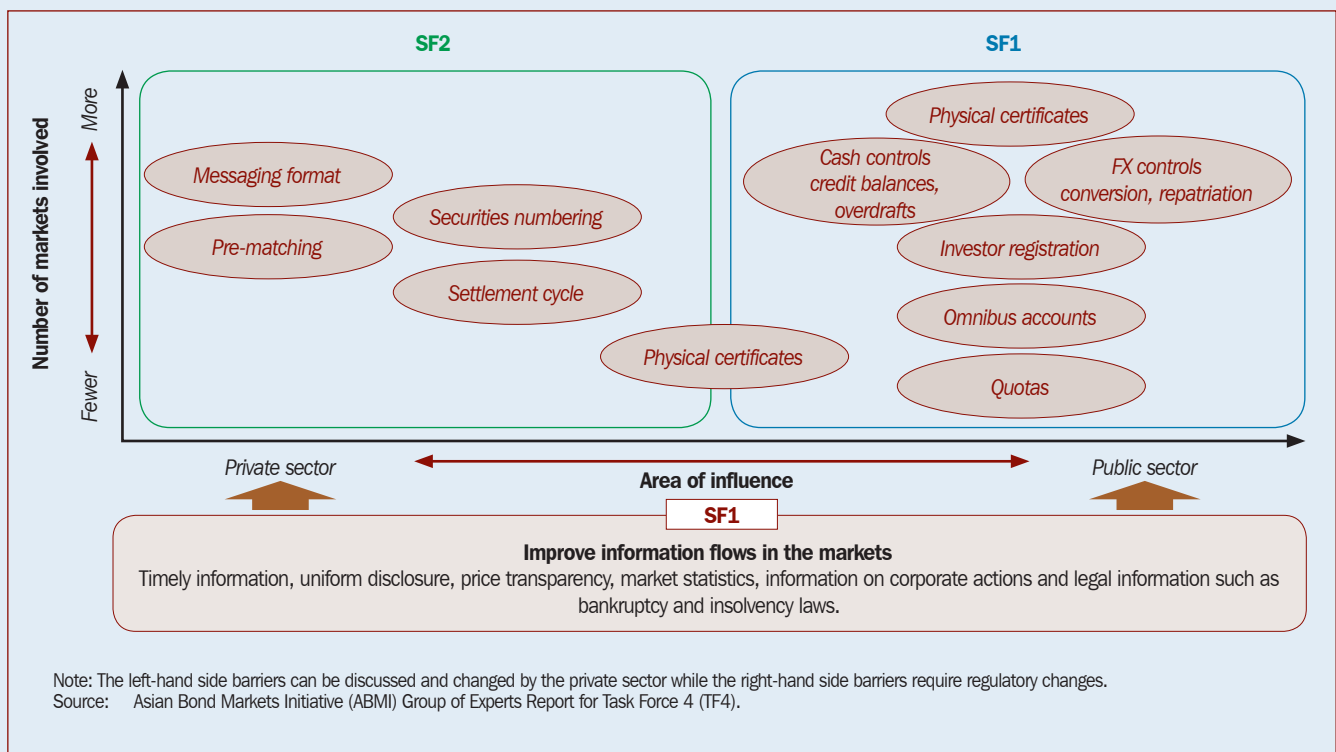 SF2
SF1
Number of markets involved
More
Fewer
Messaging format
Pre-matching
Securities numbering
Settlement cycle
Physical certificates
Physical certificates
Cash controls
credit balances,
overdrafts
FX controls
conversion, repatriation
Investor registration
Omnibus accounts
Quotas
Private sector
Public sector
Area of influence
SF1
Improve information flows in the markets
Timely information, uniform disclosure, price transparency, market statistics, information on corporate actions and legal information such as
bankruptcy and insolvency laws.
Note: The left-hand side barriers can be discussed and changed by the private sector while the right-hand side barriers require regulatory changes.
Source: Asian Bond Markets Initiative (ABMI) Group of Experts Report for Task Force 4 (TF4).